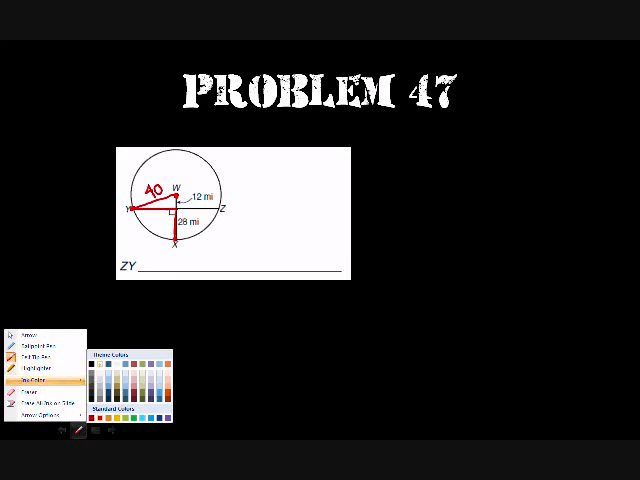 PROBLEM 47
40
W
12 mi
Y
Z
28 mi
X
ZY
Arrow
Ballpoint Pen
Felt Tip Pen
Highlighter
Ink Color
Eraser
Erase All Ink on Slide
Arrow Options
Theme Colors
Standard Colors